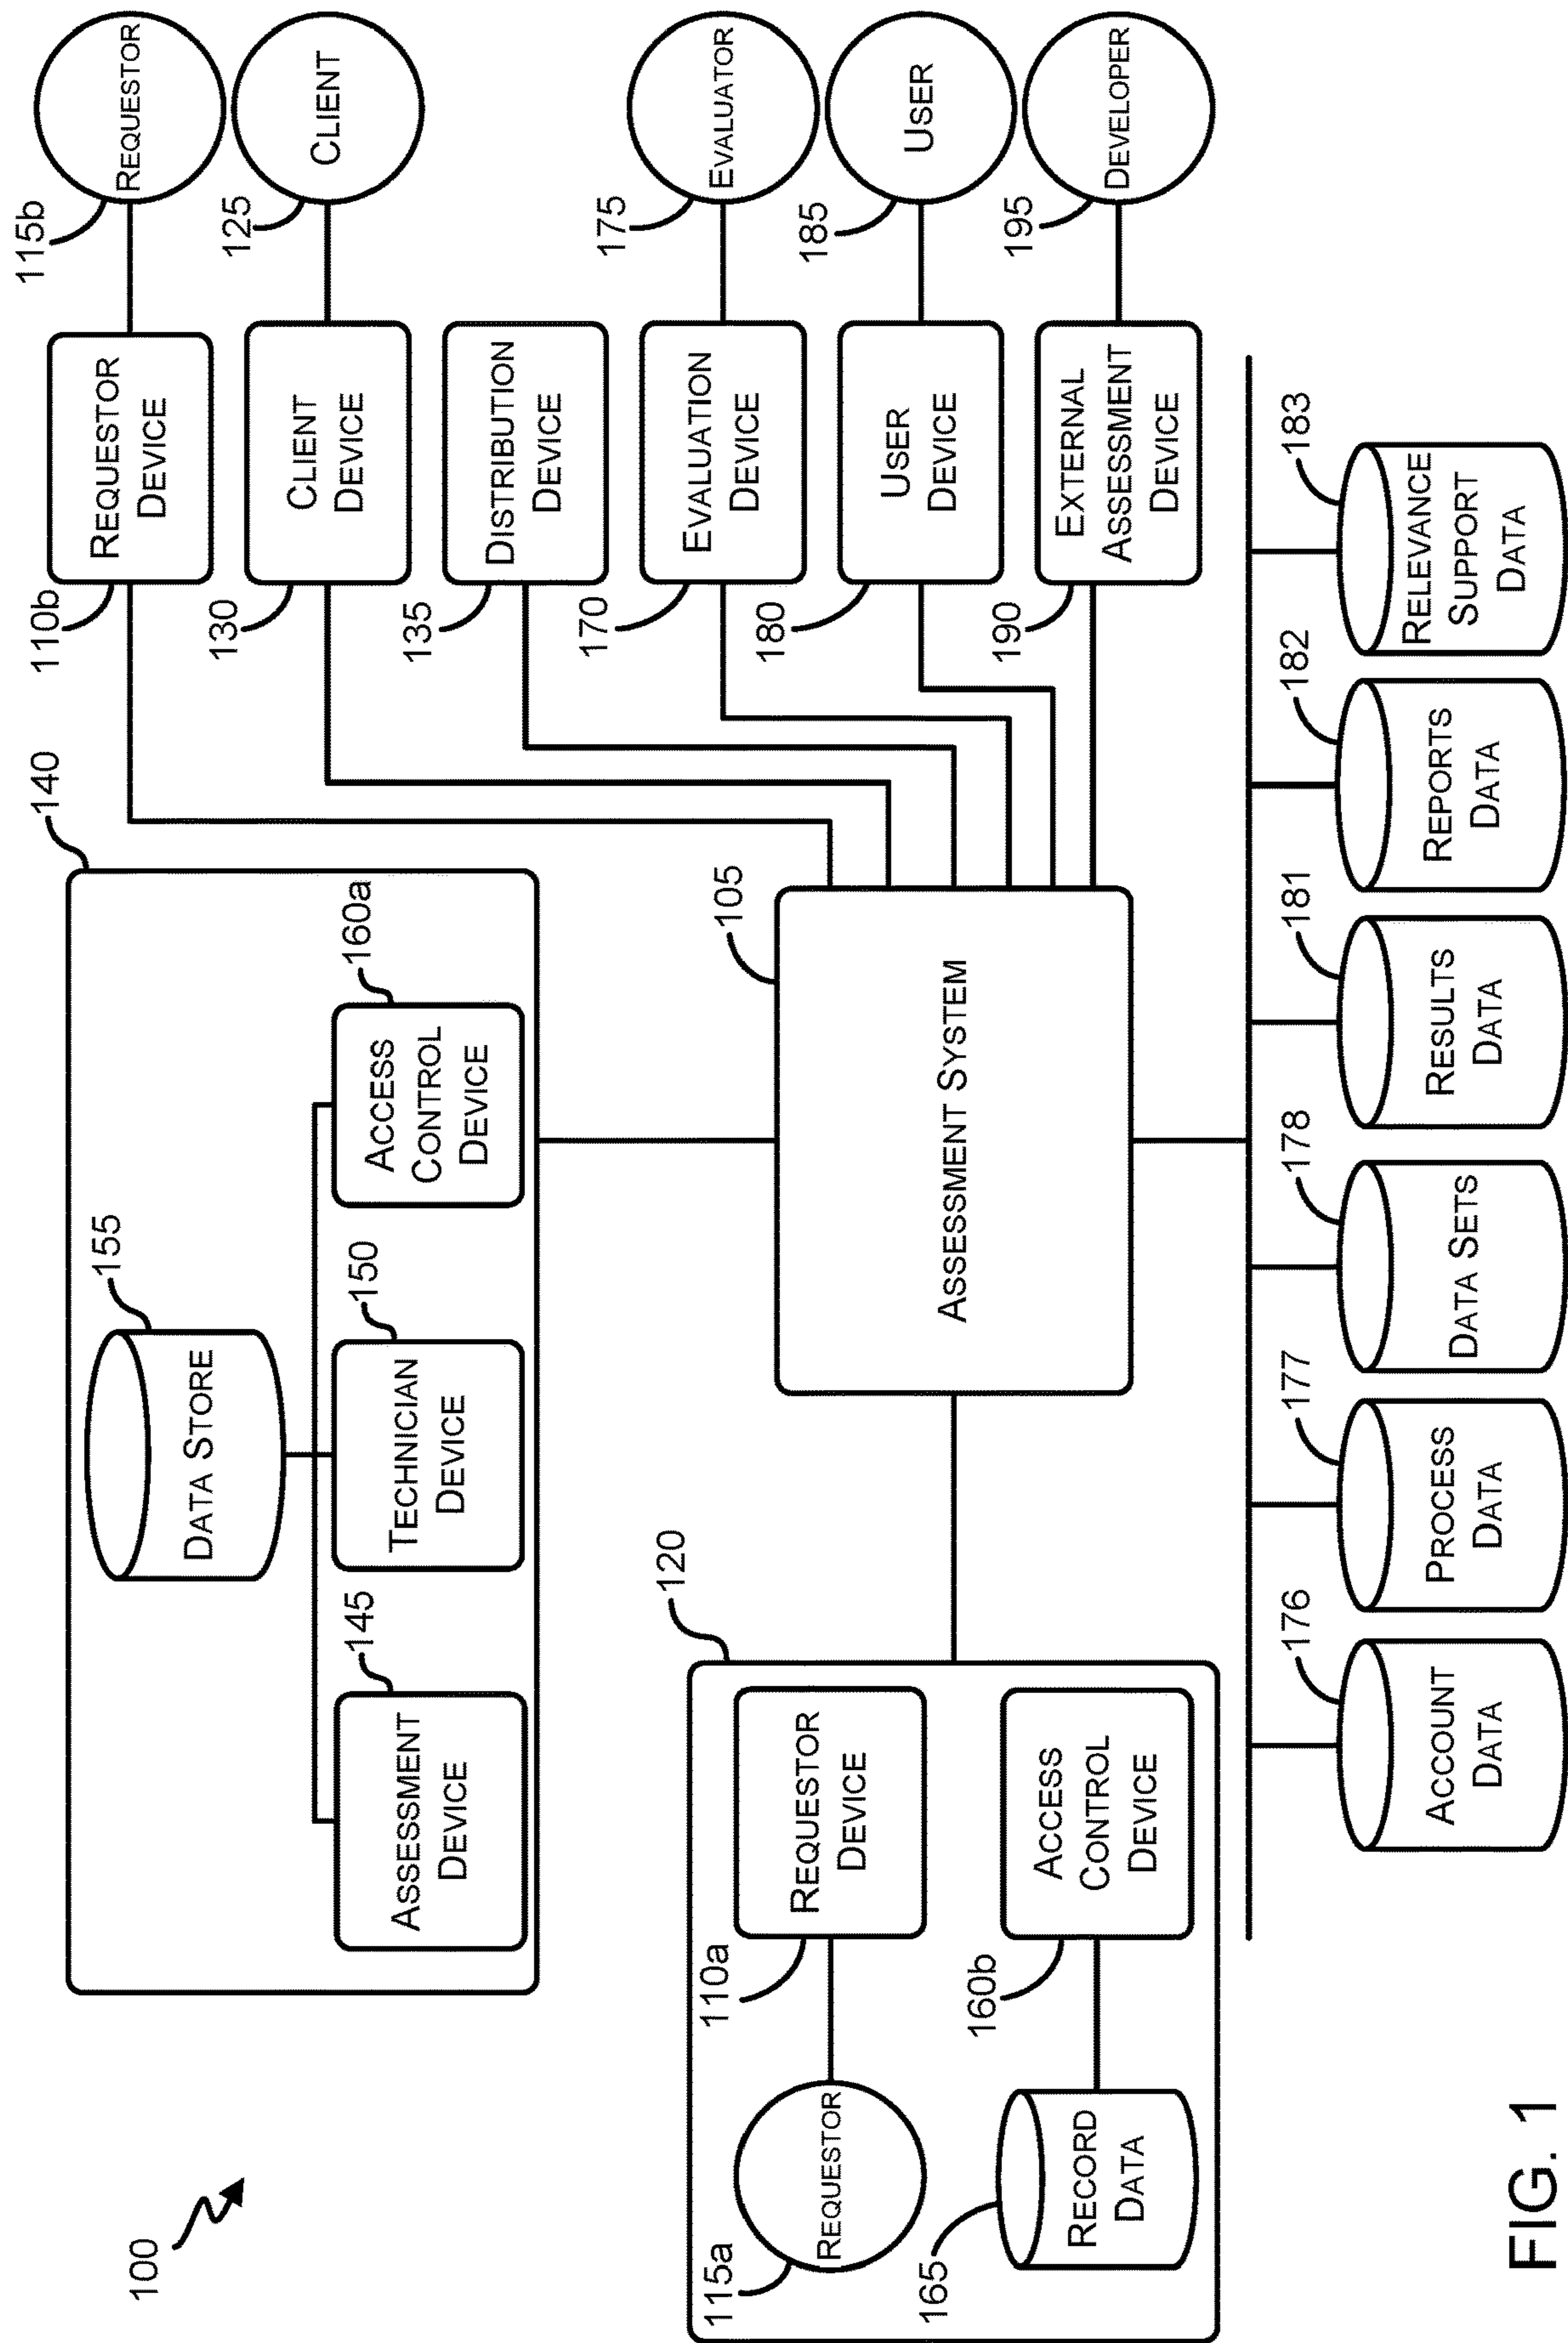 100
140
155
DATA STORE
145
ASSESSMENT
DEVICE
150
TECHNICIAN
DEVICE
160a
ACCESS
CONTROL
DEVICE
110b
REQUESTOR
DEVICE
115b
REQUESTOR
130
CLIENT
DEVICE
125
CLIENT
135
DISTRIBUTION
DEVICE
170
EVALUATION
DEVICE
175
EVALUATOR
180
USER
DEVICE
185
USER
190
EXTERNAL
ASSESSMENT
DEVICE
195
DEVELOPER
105
ASSESSMENT SYSTEM
120
115a
REQUESTOR
110a
REQUESTOR
DEVICE
165
RECORD
DATA
160b
ACCESS
CONTROL
DEVICE
176
ACCOUNT
DATA
177
PROCESS
DATA
178
DATA SETS
181
RESULTS
DATA
182
REPORTS
DATA
183
RELEVANCE
SUPPORT
DATA
FIG. 1